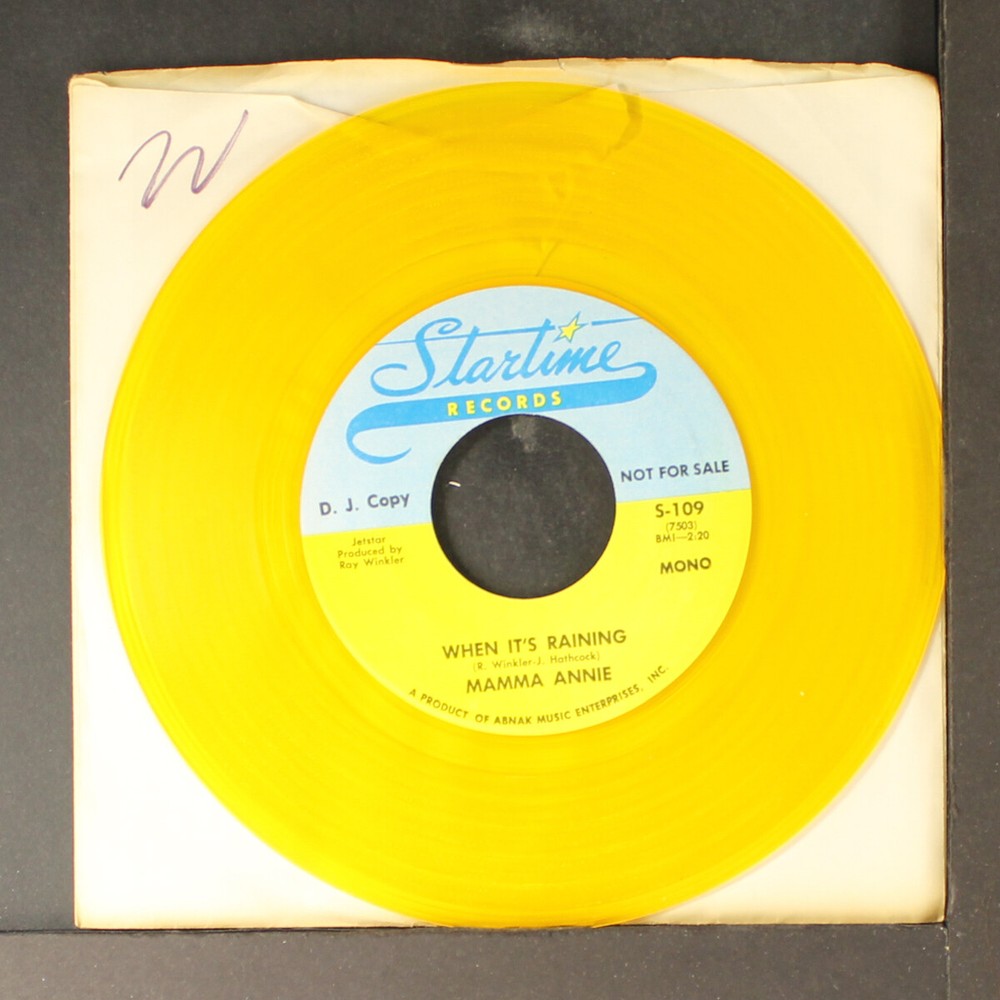 W
Startime
RECORDS
NOT FOR SALE
D. J. Copy
S-109
(7503)
BMI—2:20
MONO
Jetstar
Produced by
Ray Winkler
WHEN IT'S RAINING
(R. Winkler-J. Hathcock)
MAMMA ANNIE
A PRODUCT OF ABNAK MUSIC ENTERPRISES, INC.